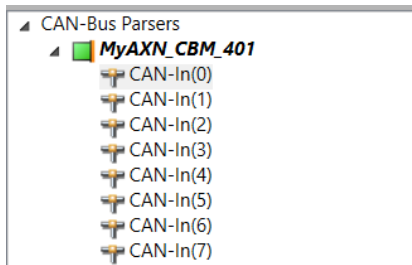 CAN-Bus Parsers
MyAXN_CBM_401
CAN-In(0)
CAN-In(1)
CAN-In(2)
CAN-In(3)
CAN-In(4)
CAN-In(5)
CAN-In(6)
CAN-In(7)